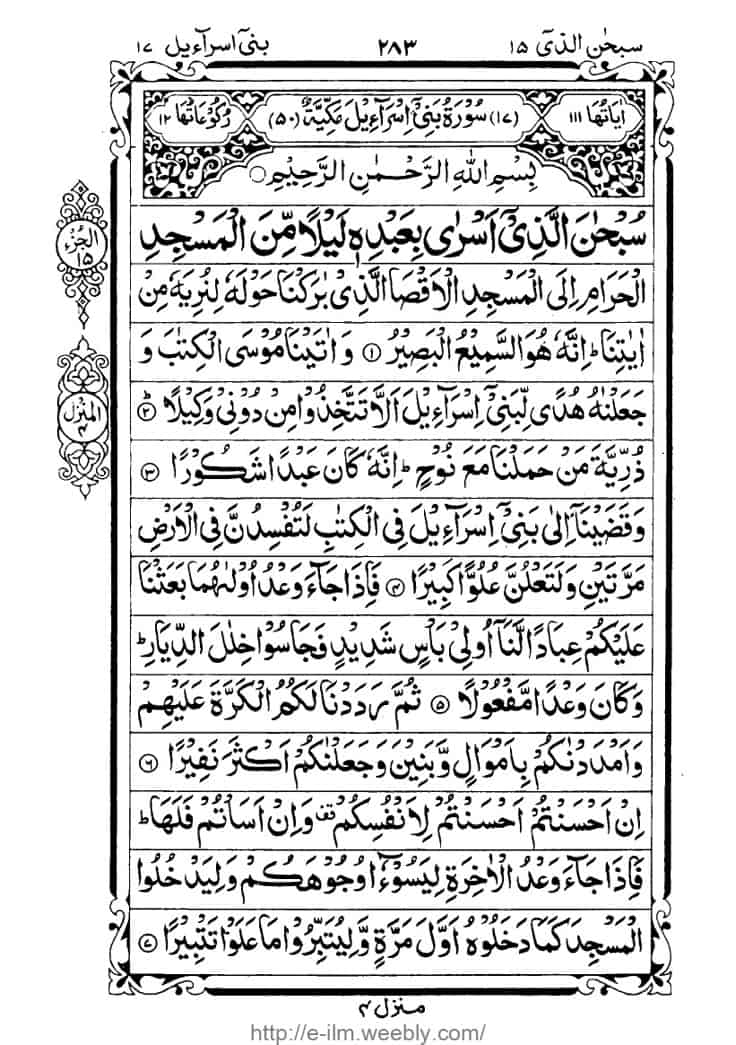 سبحٰن الذیۤ ۱۵ ۲۸۳ بنیۤ اسرآءیل ۱۷
اٰیَاتُهَا ۱۱۱ (۱۷) سُوْرَةُ بَنِیْۤ اِسْرَآءِیْلَ مَكِّیَّةٌ (۵۰) رُكُوْعَاتُهَا ۱۲
بِسْمِ اللّٰهِ الرَّحْمٰنِ الرَّحِیْمِ
سُبْحٰنَ الَّذِیْۤ اَسْرٰى بِعَبْدِهٖ لَیْلًا مِّنَ الْمَسْجِدِ
الْحَرَامِ اِلَى الْمَسْجِدِ الْاَقْصَا الَّذِیْ بٰرَكْنَا حَوْلَهٗ لِنُرِیَهٗ مِنْ
اٰیٰتِنَا ؕ اِنَّهٗ هُوَ السَّمِیْعُ الْبَصِیْرُ ۱ وَ اٰتَیْنَا مُوْسَى الْكِتٰبَ وَ
جَعَلْنٰهُ هُدًى لِّبَنِیْۤ اِسْرَآءِیْلَ اَلَّا تَتَّخِذُوْا مِنْ دُوْنِیْ وَكِیْلًا ۲ ؕ
ذُرِّیَّةَ مَنْ حَمَلْنَا مَعَ نُوْحٍ ؕ اِنَّهٗ كَانَ عَبْدًا شَكُوْرًا ۳
وَ قَضَیْنَاۤ اِلٰى بَنِیْۤ اِسْرَآءِیْلَ فِی الْكِتٰبِ لَتُفْسِدُنَّ فِی الْاَرْضِ
مَرَّتَیْنِ وَ لَتَعْلُنَّ عُلُوًّا كَبِیْرًا ۴ فَاِذَا جَآءَ وَعْدُ اُوْلٰىهُمَا بَعَثْنَا
عَلَیْكُمْ عِبَادًا لَّنَاۤ اُولِیْ بَاْسٍ شَدِیْدٍ فَجَاسُوْا خِلٰلَ الدِّیَارِ ؕ
وَ كَانَ وَعْدًا مَّفْعُوْلًا ۵ ثُمَّ رَدَدْنَا لَكُمُ الْكَرَّةَ عَلَیْهِمْ
وَ اَمْدَدْنٰكُمْ بِاَمْوَالٍ وَّ بَنِیْنَ وَ جَعَلْنٰكُمْ اَكْثَرَ نَفِیْرًا ۶
اِنْ اَحْسَنْتُمْ اَحْسَنْتُمْ لِاَنْفُسِكُمْ ۫ وَ اِنْ اَسَاْتُمْ فَلَهَا ؕ
فَاِذَا جَآءَ وَعْدُ الْاٰخِرَةِ لِیَسُوْٓءٗا وُجُوْهَكُمْ وَ لِیَدْخُلُوا
الْمَسْجِدَ كَمَا دَخَلُوْهُ اَوَّلَ مَرَّةٍ وَّ لِیُتَبِّرُوْا مَا عَلَوْا تَتْبِیْرًا ۷
الجزء
۱۵
المنزل
۴
منزل ۴
http://e-ilm.weebly.com/